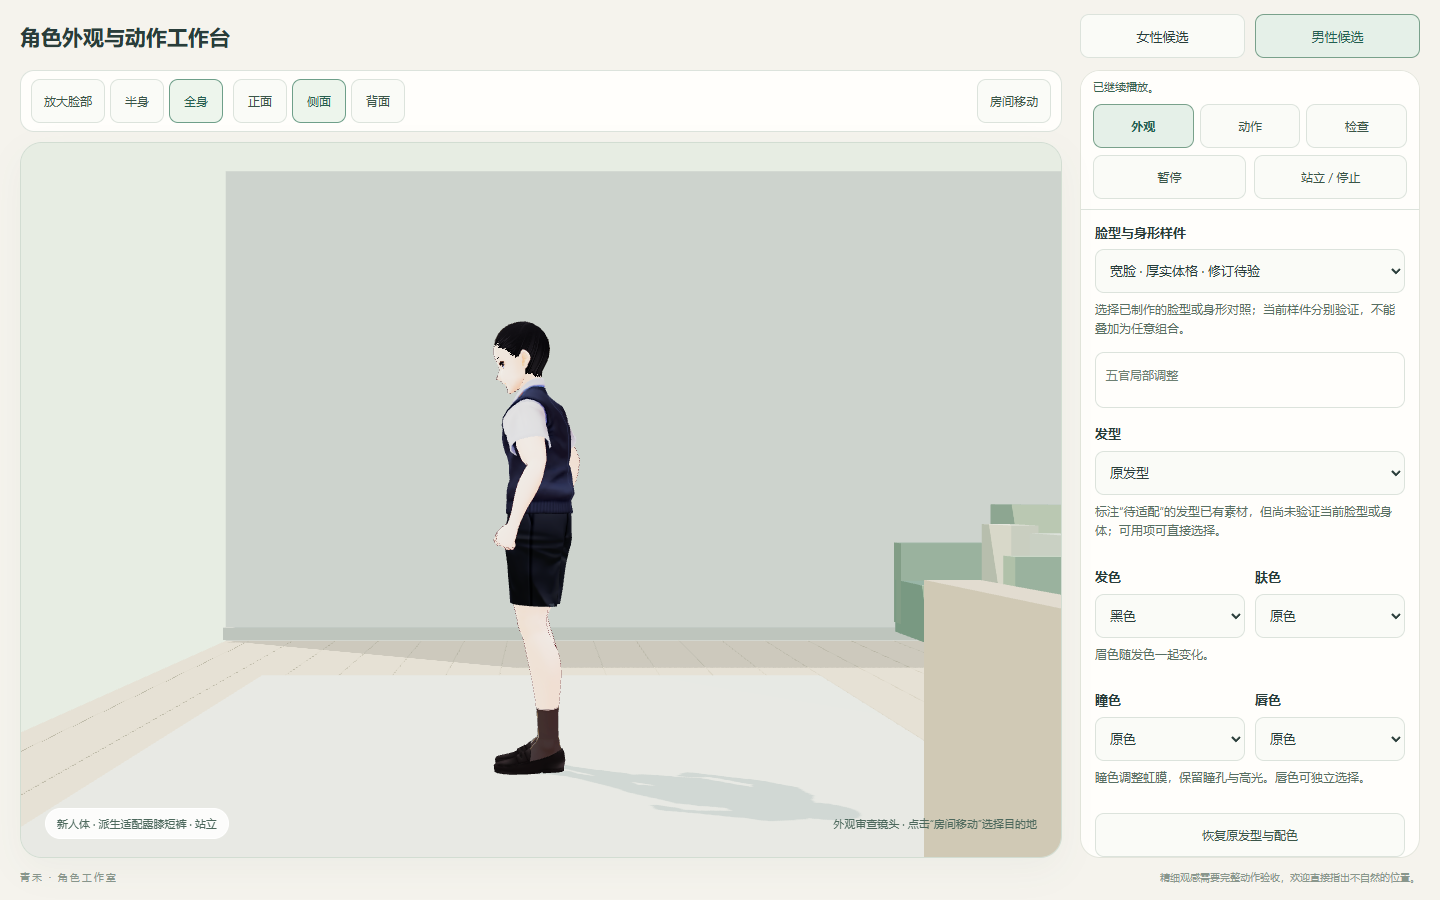 角色外观与动作工作台
女性候选
男性候选
放大脸部
半身
全身
正面
侧面
背面
房间移动
已继续播放。
外观
动作
检查
暂停
站立 / 停止
脸型与身形样件
宽脸 · 厚实体格 · 修订待验
选择已制作的脸型或身形对照；当前样件分别验证，不能
叠加为任意组合。
五官局部调整
发型
原发型
标注“待适配”的发型已有素材，但尚未验证当前脸型或身
体；可用项可直接选择。
发色
肤色
黑色
原色
眉色随发色一起变化。
瞳色
唇色
原色
原色
瞳色调整虹膜，保留瞳孔与高光。唇色可独立选择。
恢复原发型与配色
新人体 · 派生适配露膝短裤 · 站立
外观审查镜头 · 点击“房间移动”选择目的地
青禾 · 角色工作室
精细观感需要完整动作验收，欢迎直接指出不自然的位置。